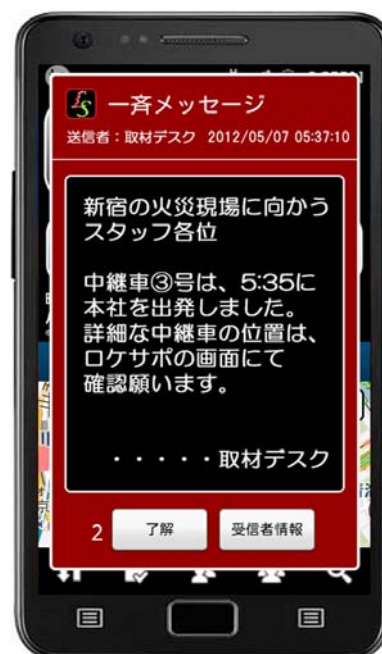 一斉メッセージ
送信者：取材デスク 2012/05/07 05:37:10
新宿の火災現場に向かう
スタッフ各位
中継車③号は、5:35に
本社を出発しました。
詳細な中継車の位置は、
ロケサポの画面にて
確認願います。
・・・・・取材デスク
2 了解 受信者情報